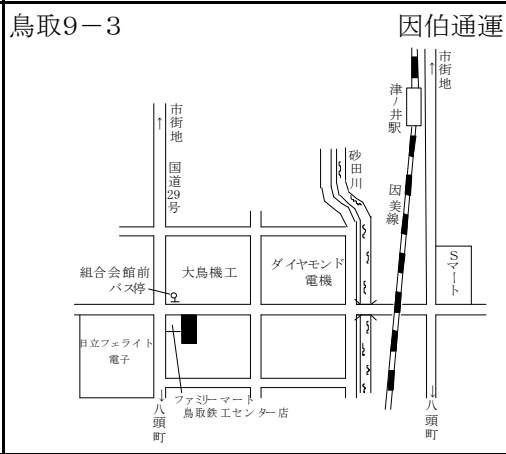 鳥取9－3
因伯通運
↑市街地
国道29号
砂田川
津ノ井駅
因美線
↑市街地
組合会館前
バス停
大鳥機工
ダイヤモンド
電機
Sマート
日立フェライト
電子
ファミリーマート
鳥取鉄工センター店
↓八頭町
↓八頭町